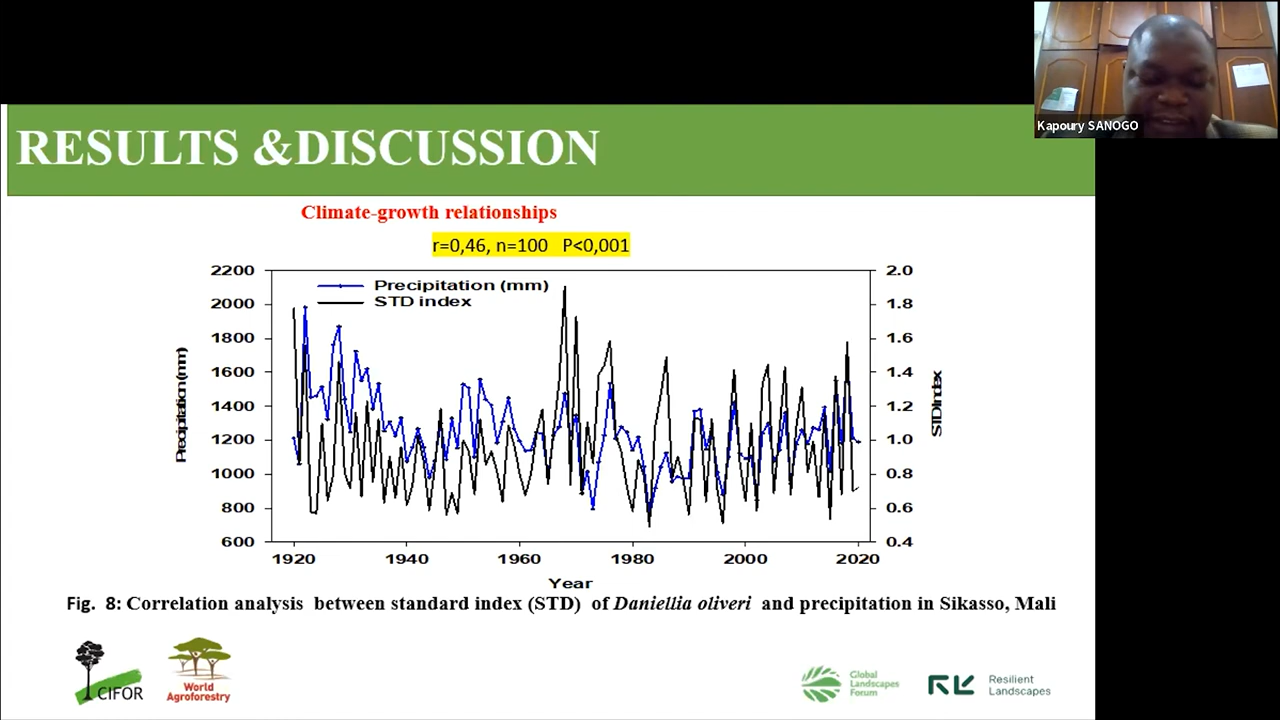 Kapoury SANOGO
RESULTS &DISCUSSION
Climate-growth relationships
r=0,46, n=100 P<0,001
2200
2000
1800
1600
1400
1200
1000
800
600
Precipitation(mm)
Precipitation (mm)
STD index
2.0
1.8
1.6
1.4
1.2
1.0
0.8
0.6
0.4
STD Index
1920
1940
1960
1980
2000
2020
Year
Fig. 8: Correlation analysis between standard index (STD) of Daniellia oliveri and precipitation in Sikasso, Mali
CIFOR
World
Agroforestry
Global
Landscapes
Forum
Resilient
Landscapes